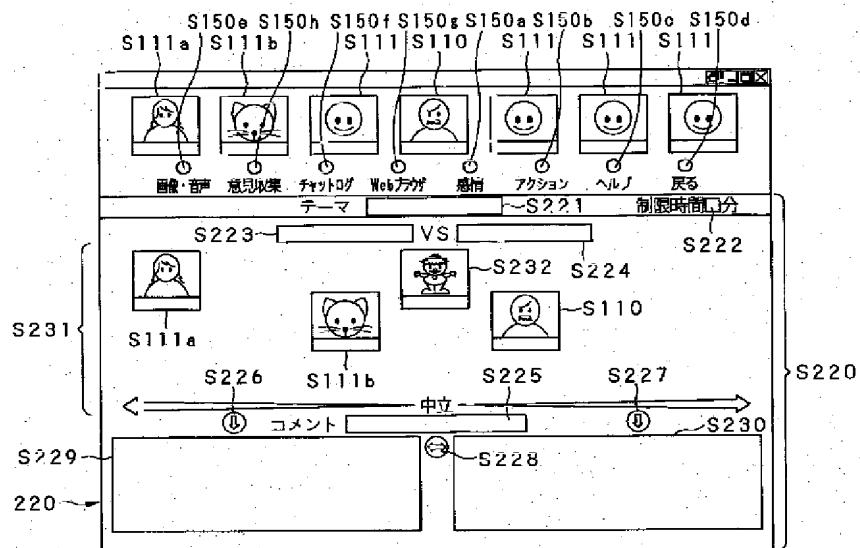 S150e S150h S150f S150g S150a S150b S150c S150d
S111a S111b S111 S110 S111 S111 S111
画像・音声 意見収集 チャットログ Webブラウザ 感情 アクション ヘルプ 戻る
テーマ S221 制限時間 分
S223 VS S222
S224
S232
S231 S111a S110
S111b S220
S226 S225 S227
中立
コメント S230
S229 S228
220